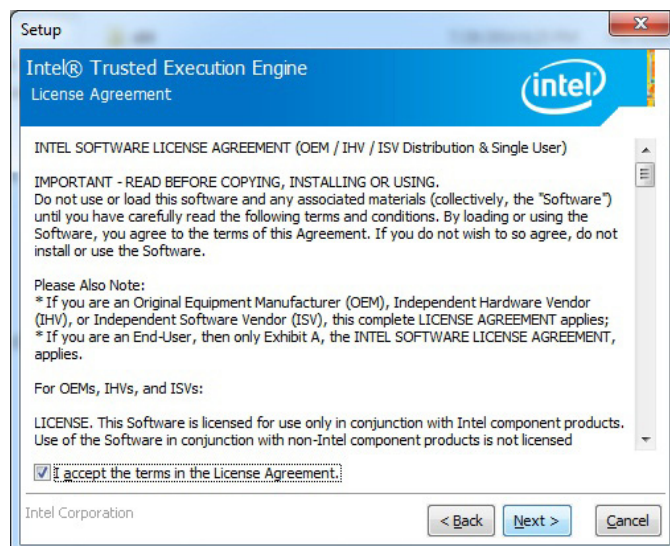 Setup
Intel® Trusted Execution Engine
License Agreement
intel
INTEL SOFTWARE LICENSE AGREEMENT (OEM / IHV / ISV Distribution & Single User)
IMPORTANT - READ BEFORE COPYING, INSTALLING OR USING.
Do not use or load this software and any associated materials (collectively, the "Software")
until you have carefully read the following terms and conditions. By loading or using the
Software, you agree to the terms of this Agreement. If you do not wish to so agree, do not
install or use the Software.
Please Also Note:
* If you are an Original Equipment Manufacturer (OEM), Independent Hardware Vendor
(IHV), or Independent Software Vendor (ISV), this complete LICENSE AGREEMENT applies;
* If you are an End-User, then only Exhibit A, the INTEL SOFTWARE LICENSE AGREEMENT,
applies.
For OEMs, IHVs, and ISVs:
LICENSE. This Software is licensed for use only in conjunction with Intel component products.
Use of the Software in conjunction with non-Intel component products is not licensed
I accept the terms in the License Agreement.
Intel Corporation
< Back Next > Cancel